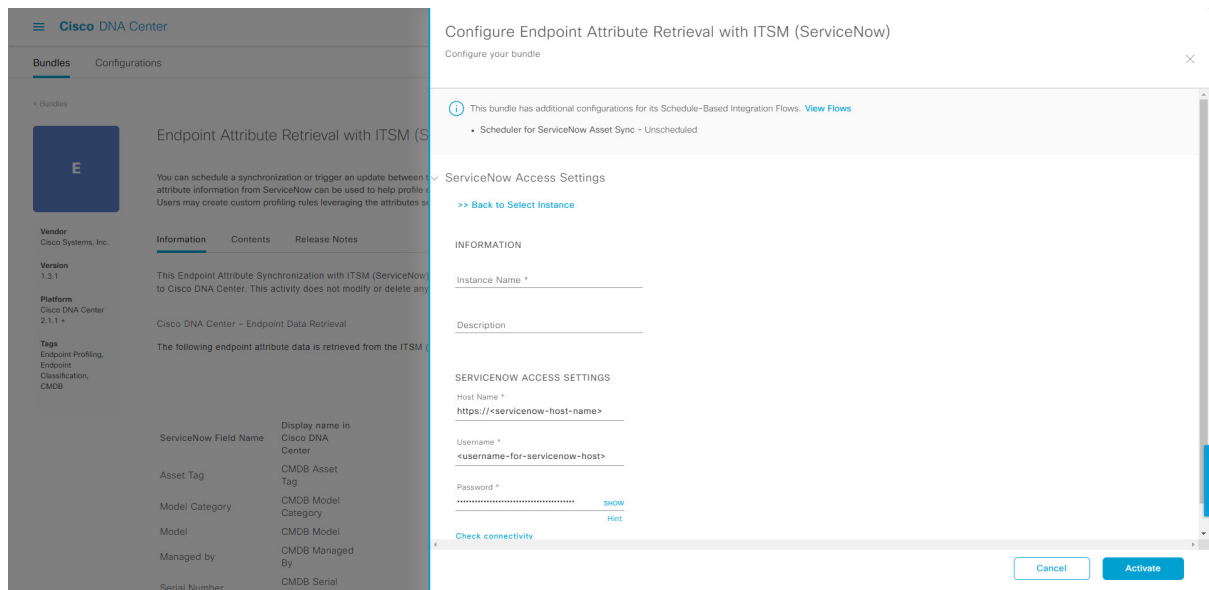 Cisco DNA Center
Bundles Configurations
< Bundles
E
Endpoint Attribute Retrieval with ITSM (S
You can schedule a synchronization or trigger an update between
attribute information from ServiceNow can be used to help profile
Users may create custom profiling rules leveraging the attributes
Vendor
Cisco Systems, Inc.
Version
1.3.1
Platform
Cisco DNA Center
2.1.1 +
Tags
Endpoint Profiling,
Endpoint
Classification,
CMDB
Information Contents Release Notes
This Endpoint Attribute Synchronization with ITSM (ServiceNow)
to Cisco DNA Center. This activity does not modify or delete any
Cisco DNA Center - Endpoint Data Retrieval
The following endpoint attribute data is retrieved from the ITSM (
ServiceNow Field Name
Display name in
Cisco DNA
Center
Asset Tag
CMDB Asset
Tag
Model Category
CMDB Model
Category
Model
CMDB Model
Managed by
CMDB Managed
By
Serial Number
CMDB Serial
Configure Endpoint Attribute Retrieval with ITSM (ServiceNow)
Configure your bundle
This bundle has additional configurations for its Schedule-Based Integration Flows. View Flows
• Scheduler for ServiceNow Asset Sync - Unscheduled
ServiceNow Access Settings
>> Back to Select Instance
INFORMATION
Instance Name *
Description
SERVICENOW ACCESS SETTINGS
Host Name *
https://<servicenow-host-name>
Username *
<username-for-servicenow-host>
Password *
SHOW
Hint
Check connectivity
Cancel Activate